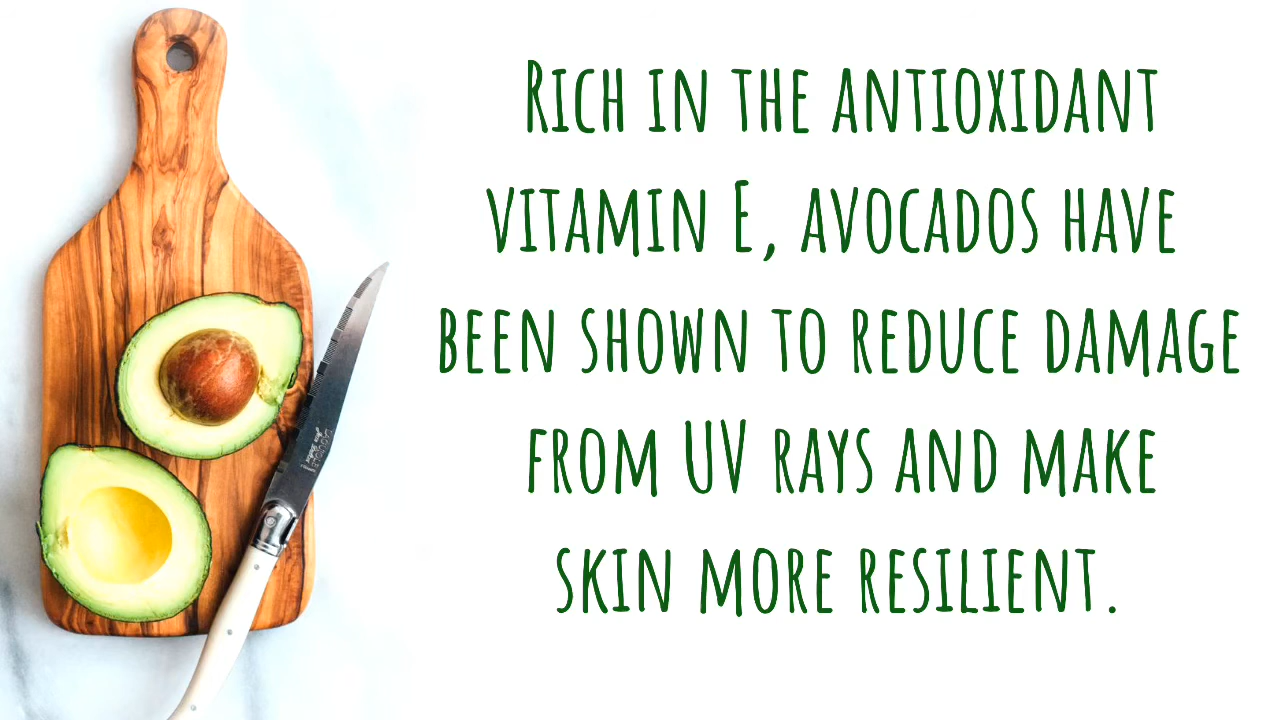 Rich in the antioxidant
vitamin E, avocados have
been shown to reduce damage
from UV rays and make
skin more resilient.